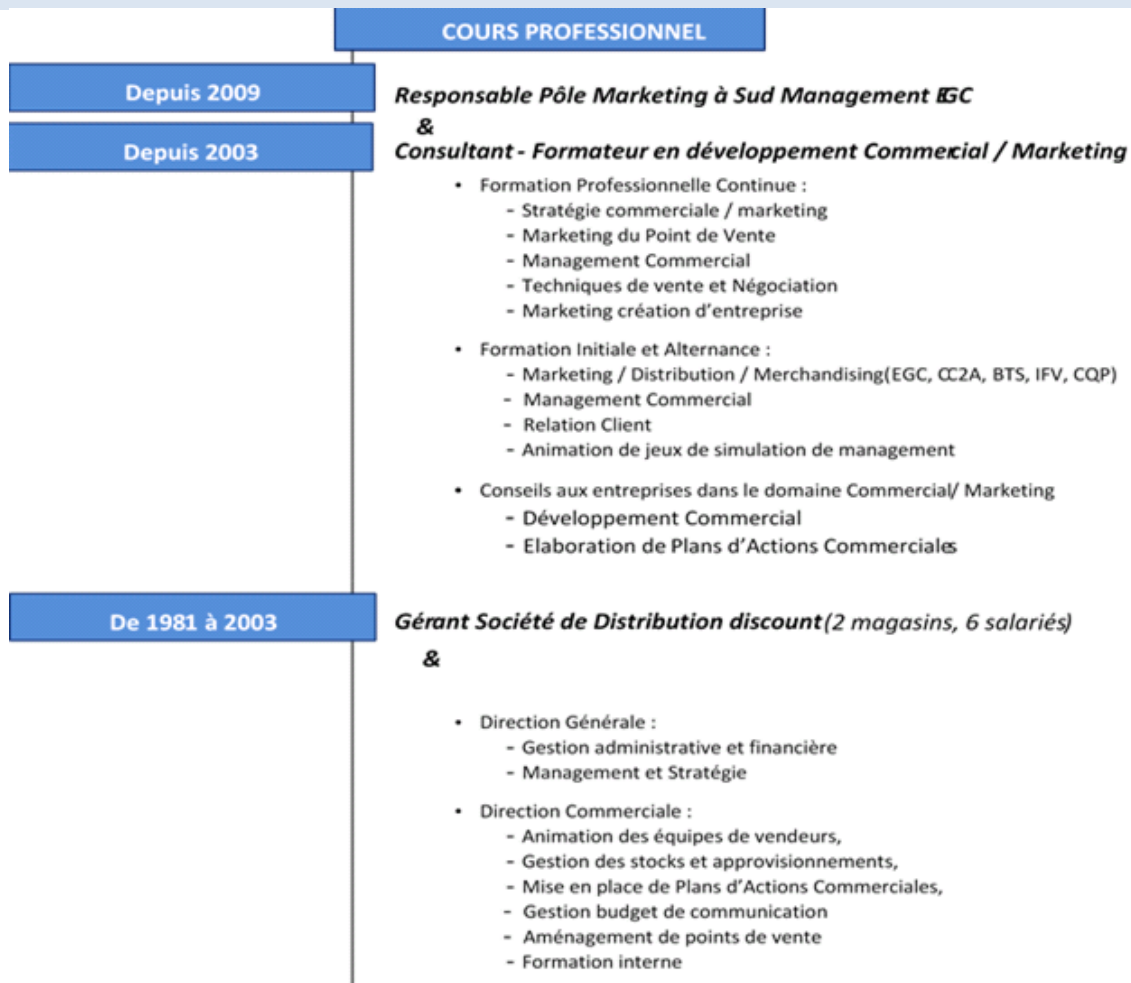 COURS PROFESSIONNEL
Depuis 2009
Responsable Pôle Marketing à Sud Management EGC
&
Depuis 2003
Consultant - Formateur en développement Commercial / Marketing
• Formation Professionnelle Continue :
- Stratégie commerciale / marketing
- Marketing du Point de Vente
- Management Commercial
- Techniques de vente et Négociation
- Marketing création d'entreprise
• Formation Initiale et Alternance :
- Marketing / Distribution / Merchandising(EGC, CC2A, BTS, IFV, CQP)
- Management Commercial
- Relation Client
- Animation de jeux de simulation de management
• Conseils aux entreprises dans le domaine Commercial/ Marketing
- Développement Commercial
- Elaboration de Plans d'Actions Commerciales
De 1981 à 2003
Gérant Société de Distribution discount(2 magasins, 6 salariés)
&
• Direction Générale :
- Gestion administrative et financière
- Management et Stratégie
• Direction Commerciale :
- Animation des équipes de vendeurs,
- Gestion des stocks et approvisionnements,
- Mise en place de Plans d'Actions Commerciales,
- Gestion budget de communication
- Aménagement de points de vente
- Formation interne